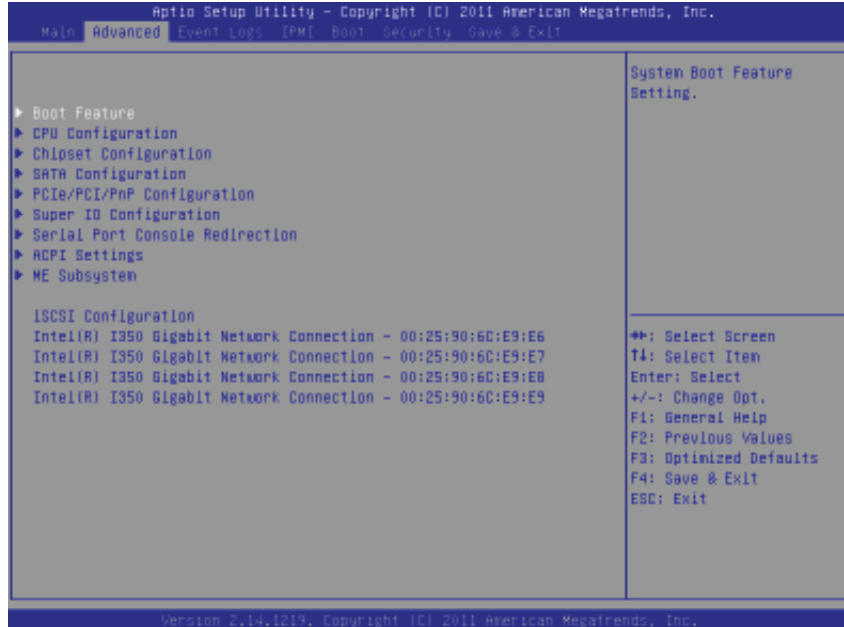 Aptio Setup Utility - Copyright (C) 2011 American Megatrends, Inc.
Main Advanced Event Logs IPMI Boot Security Save & Exit
▶ Boot Feature
▶ CPU Configuration
▶ Chipset Configuration
▶ SATA Configuration
▶ PCIe/PCI/PnP Configuration
▶ Super IO Configuration
▶ Serial Port Console Redirection
▶ ACPI Settings
▶ ME Subsystem
iSCSI Configuration
Intel(R) I350 Gigabit Network Connection - 00:25:90:6C:E9:E6
Intel(R) I350 Gigabit Network Connection - 00:25:90:6C:E9:E7
Intel(R) I350 Gigabit Network Connection - 00:25:90:6C:E9:E8
Intel(R) I350 Gigabit Network Connection - 00:25:90:6C:E9:E9
System Boot Feature
Setting.
→←: Select Screen
↑↓: Select Item
Enter: Select
+/-: Change Opt.
F1: General Help
F2: Previous Values
F3: Optimized Defaults
F4: Save & Exit
ESC: Exit
Version 2.14.1219. Copyright (C) 2011 American Megatrends, Inc.